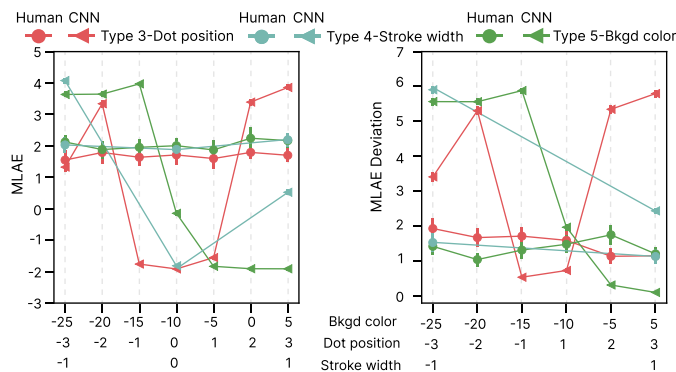 Human CNN Human CNN Human CNN
Type 3-Dot position Type 4-Stroke width Type 5-Bkgd color
MLAE
5
4
3
2
1
0
-1
-2
-3
MLAE Deviation
7
6
5
4
3
2
1
0
-25 -20 -15 -10 -5 0 5 Bkgd color -25 -20 -15 -10 -5 5
-3 -2 -1 0 1 2 3 Dot position -3 -2 -1 1 2 3
-1 0 1 Stroke width -1 1